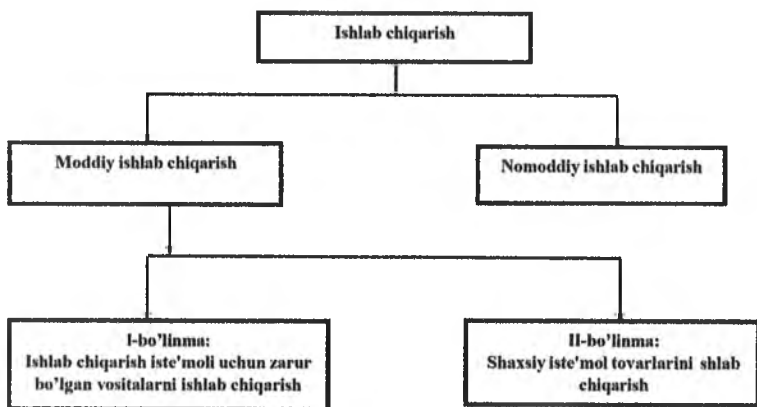 Ishlab chiqarish
Moddiy ishlab chiqarish
Nomoddiy ishlab chiqarish
I-bo'linma:
Ishlab chiqarish iste'moli uchun zarur
bo'lgan vositalarni ishlab chiqarish
II-bo'linma:
Shaxsiy iste'mol tovarlarini shlab
chiqarish